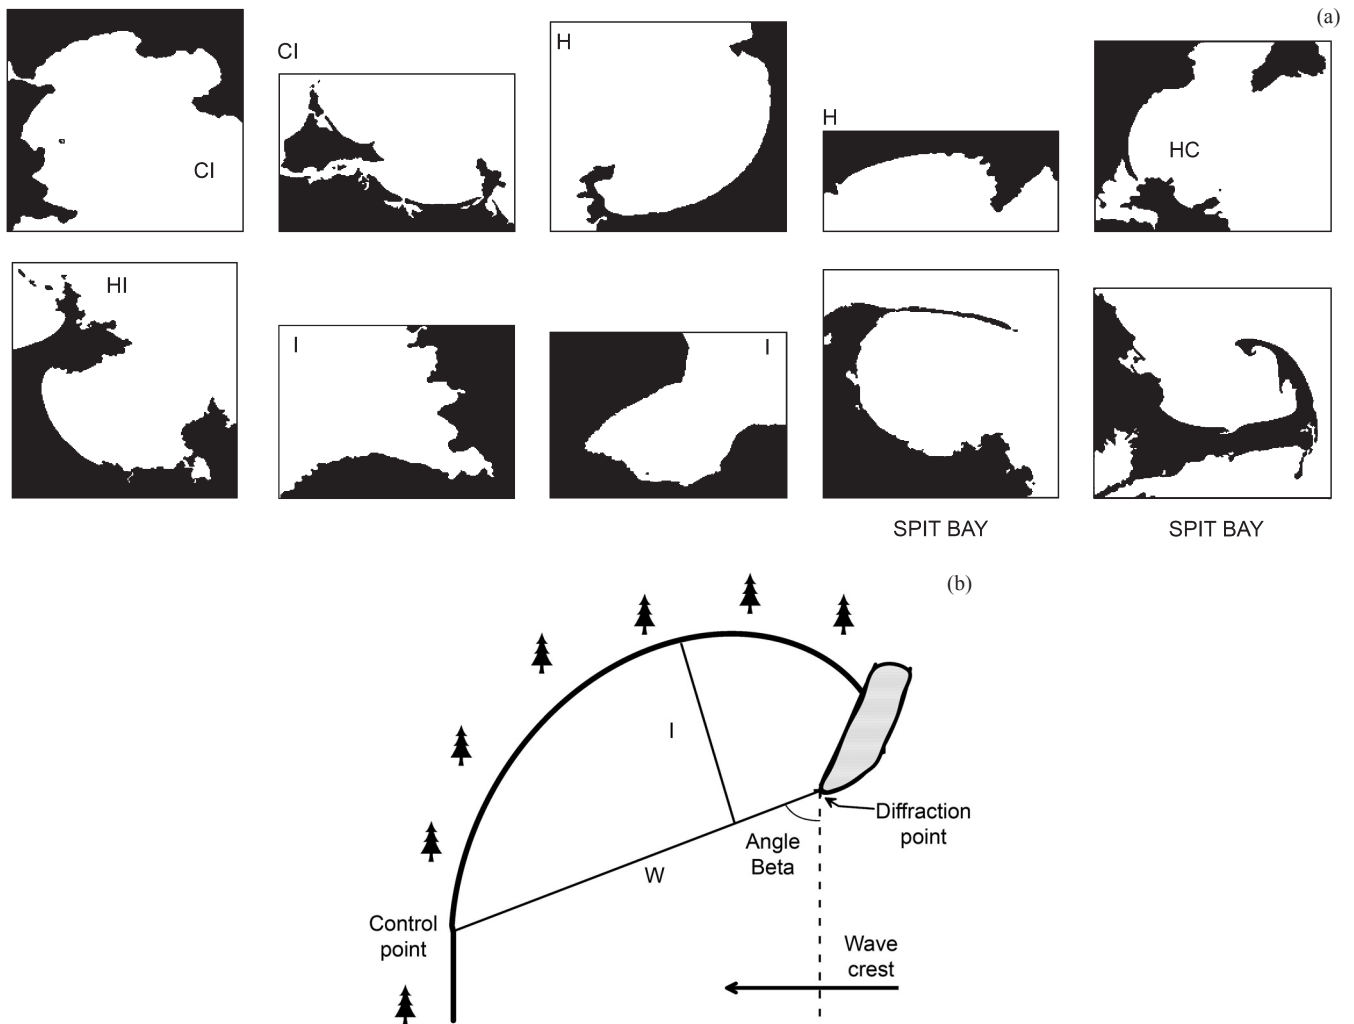 (a)
CI
CI
H
H
HC
HI
I
I
SPIT BAY
SPIT BAY
(b)
I
Diffraction
point
Angle
Beta
W
Control
point
Wave
crest